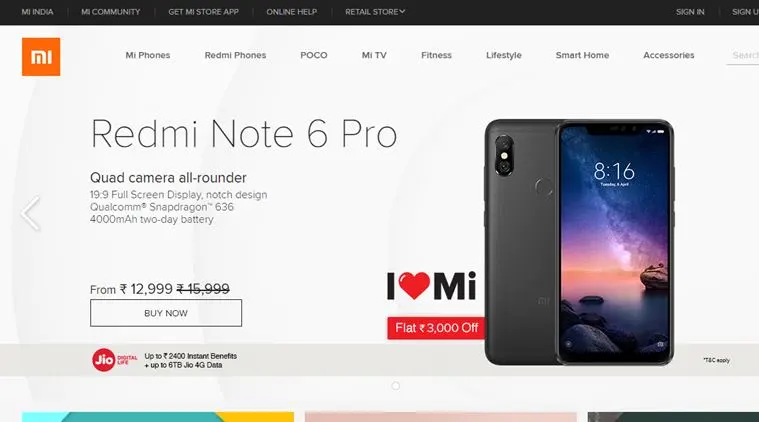 MI INDIA MI COMMUNITY GET MI STORE APP ONLINE HELP RETAIL STORE SIGN IN SIGN U
mi Mi Phones Redmi Phones POCO Mi TV Fitness Lifestyle Smart Home Accessories Searc
Redmi Note 6 Pro
Quad camera all-rounder
19:9 Full Screen Display, notch design
Qualcomm® Snapdragon™ 636
4000mAh two-day battery
08:16
Tuesday, 8 April
From ₹ 12,999 ₹ 15,999
BUY NOW
I ❤ Mi
Flat ₹ 3,000 Off
mi
Jio DIGITAL LIFE
Up to ₹ 2400 Instant Benefits
+ up to 6TB Jio 4G Data
*T&C apply